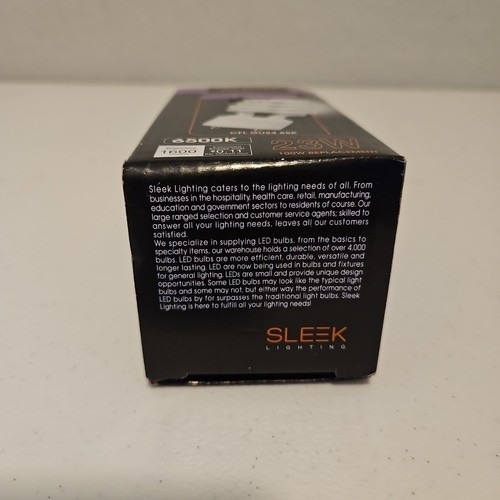 6500K
1600
23W
100W REPLACEMENT
Sleek Lighting caters to the lighting needs of all. From
businesses in the hospitality, health care, retail, manufacturing,
education and government sectors to residents of course. Our
large ranged selection and customer service agents; skilled to
answer all your lighting needs, leaves all our customers
satisfied.
We specialize in supplying LED bulbs, from the basics to
specialty items, our warehouse holds a selection of over 4,000
bulbs. LED bulbs are more efficient, durable, versatile and
longer lasting. LED are now being used in bulbs and fixtures
for general lighting. LEDs are small and provide unique design
opportunities. Some LED bulbs may look like the typical light
bulbs and some may not, but either way the performance of
LED bulbs by for surpasses the traditional light bulbs. Sleek
Lighting is here to fulfill all your lighting needs!
SLEEK
LIGHTING